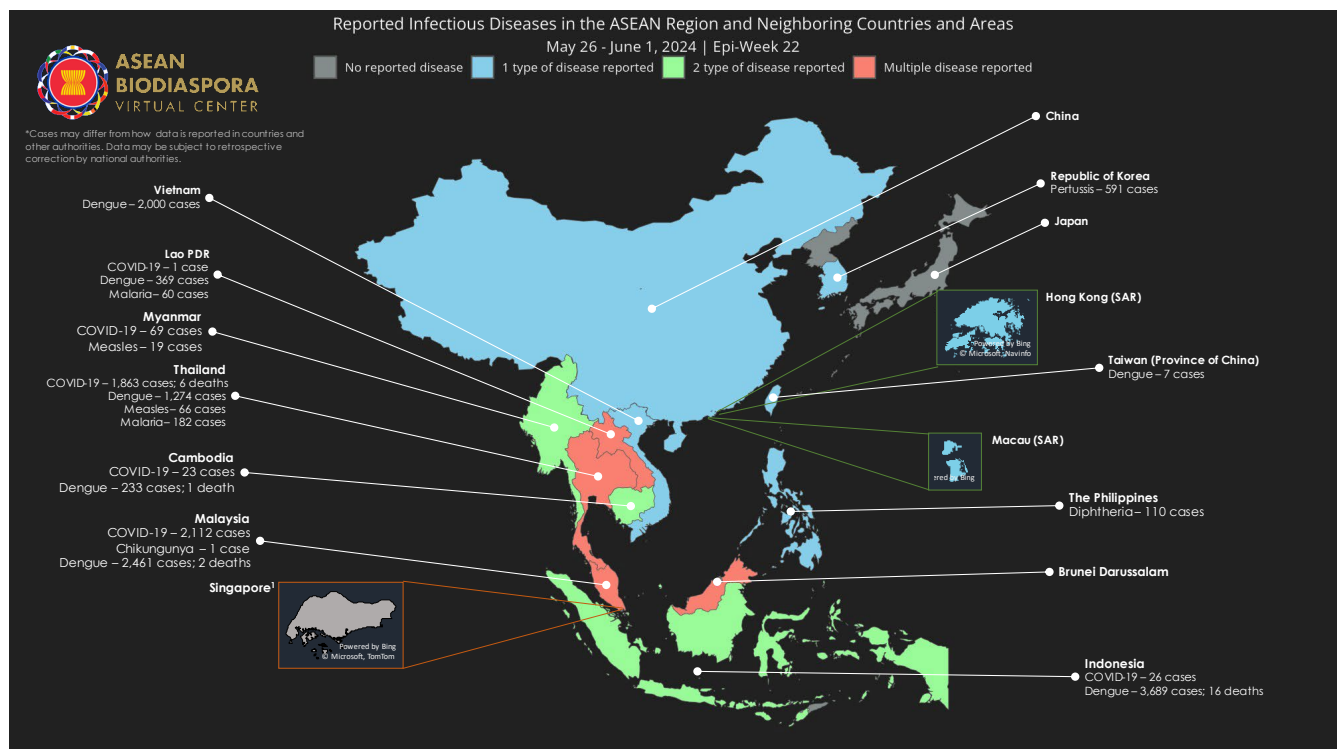 Reported Infectious Diseases in the ASEAN Region and Neighboring Countries and Areas
May 26 - June 1, 2024 | Epi-Week 22
No reported disease
1 type of disease reported
2 type of disease reported
Multiple disease reported
ASEAN
BIODIASPORA
VIRTUAL CENTER
*Cases may differ from how data is reported in countries and
other authorities. Data may be subject to retrospective
correction by national authorities.
Vietnam
Dengue – 2,000 cases
Lao PDR
COVID-19 – 1 case
Dengue – 369 cases
Malaria – 60 cases
Myanmar
COVID-19 – 69 cases
Measles – 19 cases
Thailand
COVID-19 – 1,863 cases; 6 deaths
Dengue – 1,274 cases
Measles – 66 cases
Malaria – 182 cases
Cambodia
COVID-19 – 23 cases
Dengue – 233 cases; 1 death
Malaysia
COVID-19 – 2,112 cases
Chikungunya – 1 case
Dengue – 2,461 cases; 2 deaths
Singapore¹
Powered by Bing
© Microsoft, TomTom
China
Republic of Korea
Pertussis – 591 cases
Japan
Hong Kong (SAR)
Powered by Bing
© Microsoft, Navinfo
Taiwan (Province of China)
Dengue – 7 cases
Macau (SAR)
ered by Bing
The Philippines
Diphtheria – 110 cases
Brunei Darussalam
Indonesia
COVID-19 – 26 cases
Dengue – 3,689 cases; 16 deaths